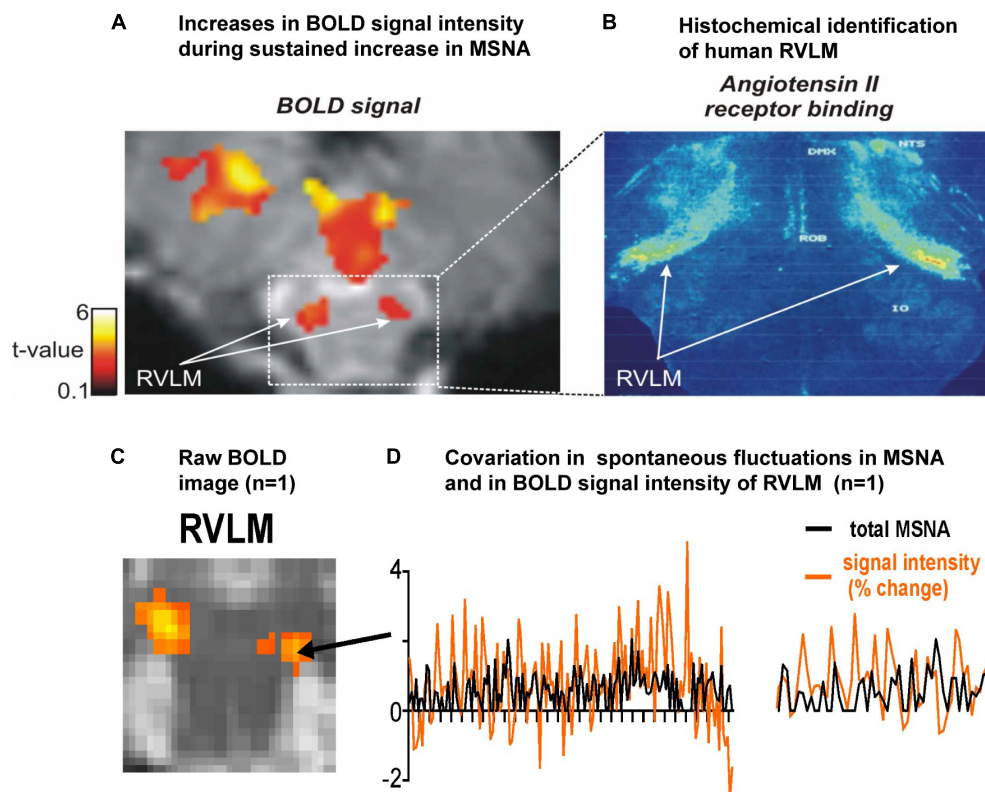 A
Increases in BOLD signal intensity
during sustained increase in MSNA
BOLD signal
6
t-value
0.1
RVLM
B
Histochemical identification
of human RVLM
Angiotensin II
receptor binding
DMX
NTS
ROB
IO
RVLM
C
Raw BOLD
image (n=1)
RVLM
D
Covariation in spontaneous fluctuations in MSNA
and in BOLD signal intensity of RVLM (n=1)
total MSNA
signal intensity
(% change)
4
2
0
-2